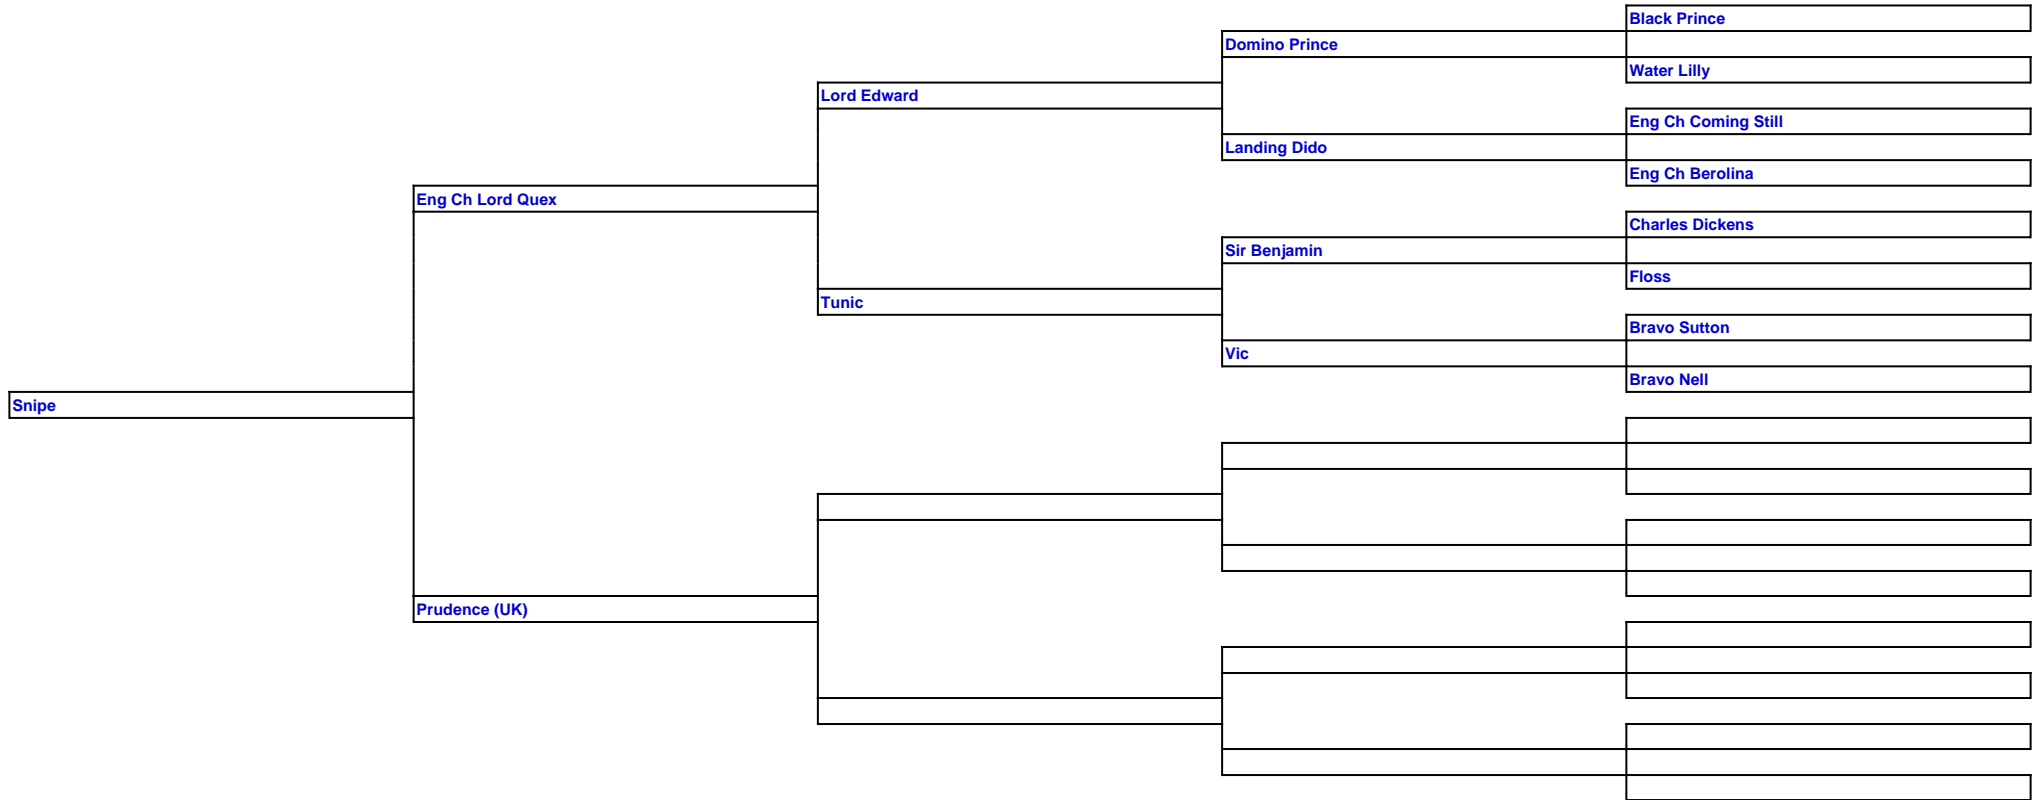 Black Prince
Domino Prince
Water Lilly
Lord Edward
Eng Ch Coming Still
Landing Dido
Eng Ch Berolina
Eng Ch Lord Quex
Charles Dickens
Sir Benjamin
Floss
Tunic
Bravo Sutton
Vic
Bravo Nell
Snipe
Prudence (UK)